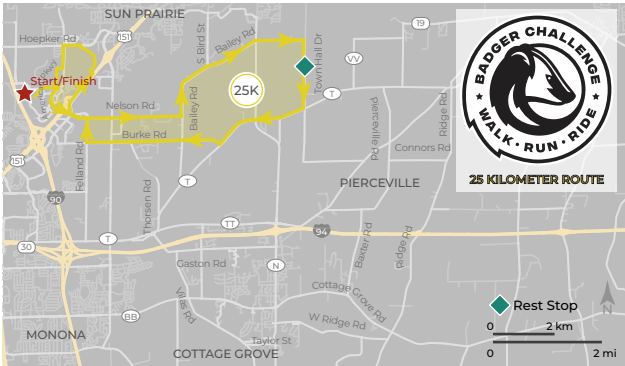 SUN PRAIRIE
Hoepker Rd
151
19
S Bird St
Bailey Rd
Town Hall Dr
VV
BADGER CHALLENGE
WALK · RUN · RIDE
25 KILOMETER ROUTE
Start/Finish
25K
T
Nelson Rd
Bailey Rd
Burke Rd
Pierceville Rd
Ridge Rd
Connors Rd
151
Felland Rd
T
PIERCEVILLE
90
Thorsen Rd
TT
94
30
T
Baxter Rd
Ridge Rd
Gaston Rd
N
Vilas Rd
Cottage Grove Rd
BB
W Ridge Rd
Rest Stop
N
0 2 km
0 2 mi
MONONA
Taylor St
COTTAGE GROVE